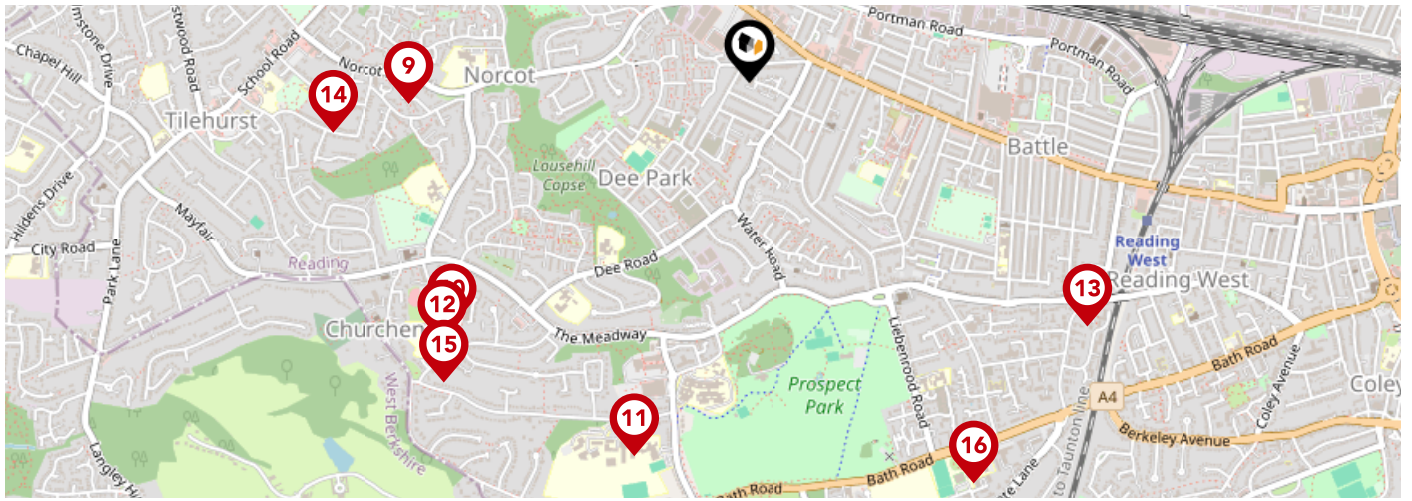 Chapel Hill
School Road
Norcot
9
14
Norcot
Tilehurst
Portman Road
Portman Road
Lousehill
Copse
Dee Park
Battle
Hildens Drive
Mayfair
City Road
Park Lane
Reading
Water Road
Dee Road
Reading
West
Reading West
12
13
15
The Meadway
Liebenrood Road
Prospect
Park
Bath Road
Coley Avenue
Coley
West Berkshire
A4
Berkeley Avenue
11
16
Bath Road
Bath Road
to Taunton line